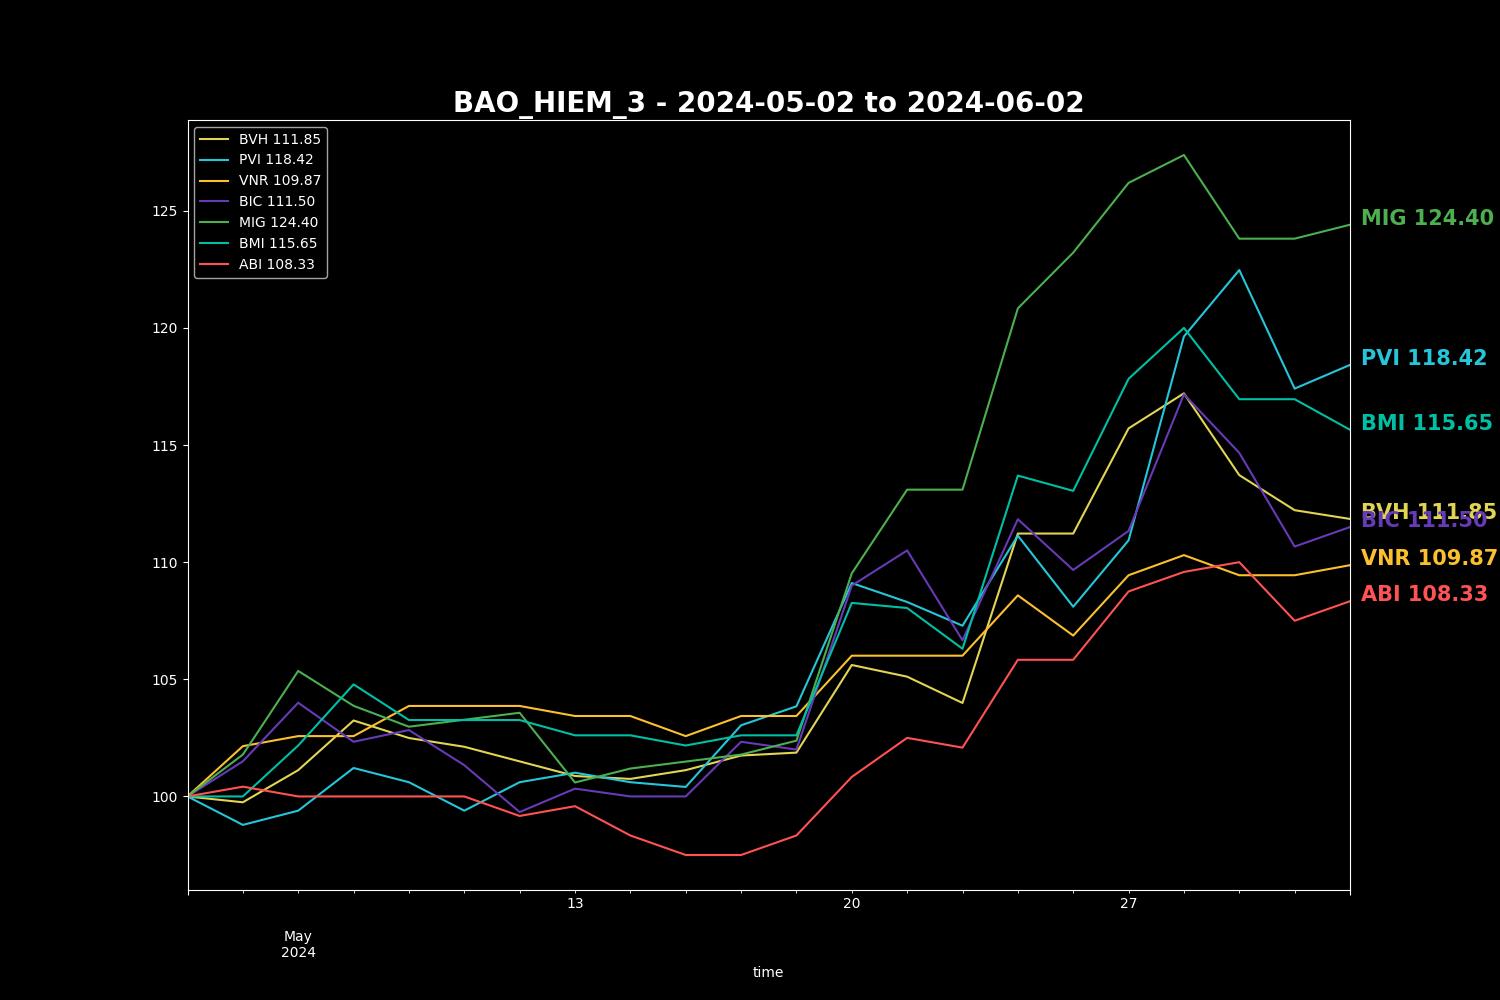 BAO_HIEM_3 - 2024-05-02 to 2024-06-02
BVH 111.85
PVI 118.42
VNR 109.87
BIC 111.50
MIG 124.40
BMI 115.65
ABI 108.33
125
120
115
110
105
100
MIG 124.40
PVI 118.42
BMI 115.65
BVH 111.85
BIC 111.50
VNR 109.87
ABI 108.33
13
20
27
May
2024
time